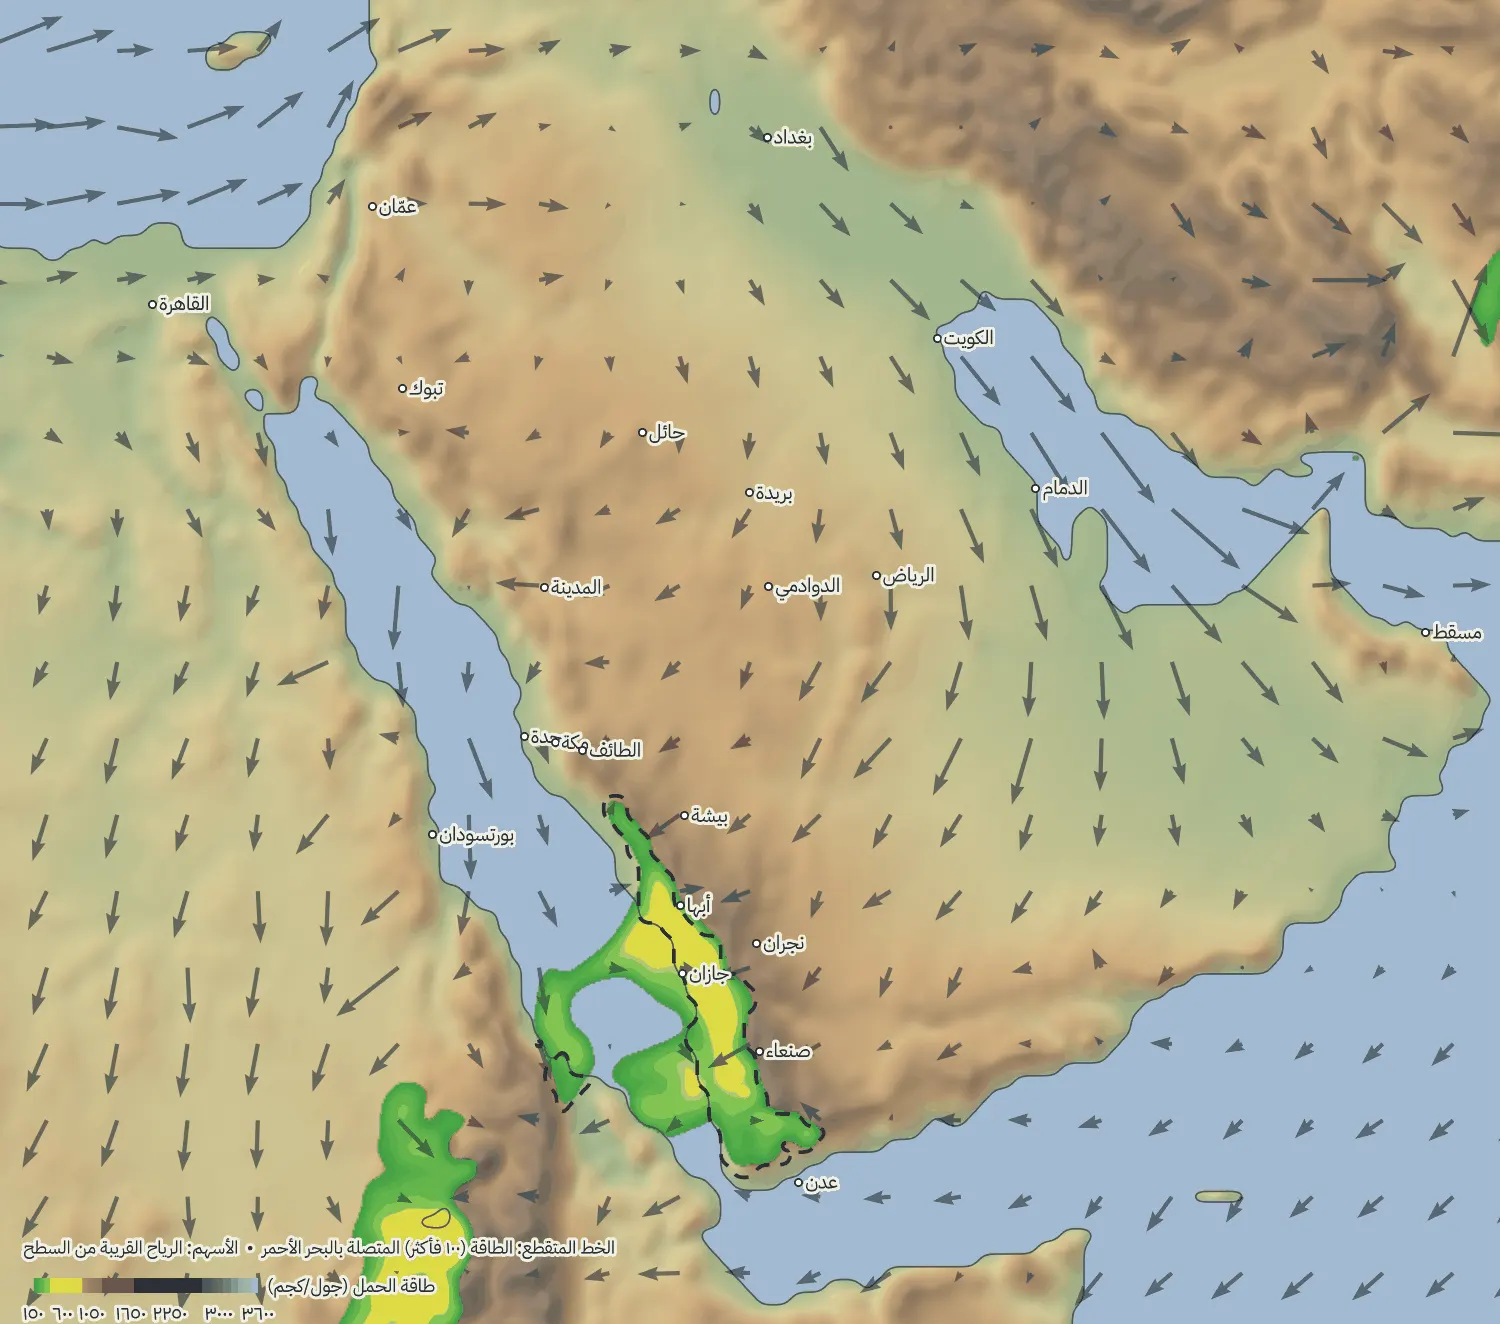 بغداد
عمّان
القاهرة
الكويت
تبوك
حائل
الدمام
بريدة
الرياض
الدوادمي
المدينة
مسقط
جدة
مكة
الطائف
بيشة
بورتسودان
أبها
نجران
جازان
صنعاء
عدن
الخط المتقطع: الطاقة (١٠٠ فأكثر) المتصلة بالبحر الأحمر • الأسهم: الرياح القريبة من السطح
طاقة الحمل (جول/كجم)
١٥٠ ٦٠٠ ١٠٥٠ ١٦٥٠ ٢٢٥٠ ٣٠٠٠ ٣٦٠٠